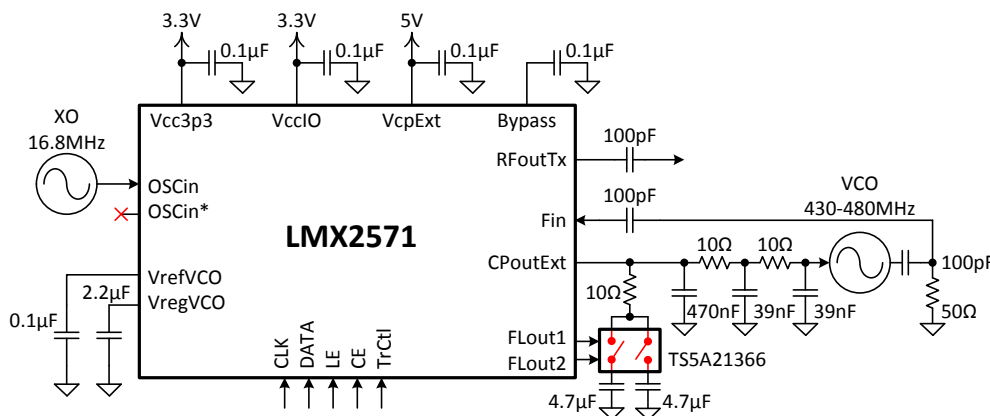 3.3V
3.3V
5V
0.1µF
0.1µF
0.1µF
0.1µF
XO
16.8MHz
Vcc3p3
VccIO
VcpExt
Bypass
100pF
RFoutTx
OSCin
OSCin*
100pF
VCO
430-480MHz
Fin
LMX2571
10Ω
10Ω
CPoutExt
100pF
VrefVCO
2.2µF
VregVCO
10Ω
470nF
39nF
39nF
50Ω
0.1µF
FLout1
FLout2
TS5A21366
CLK
DATA
LE
CE
TrCtl
4.7µF
4.7µF